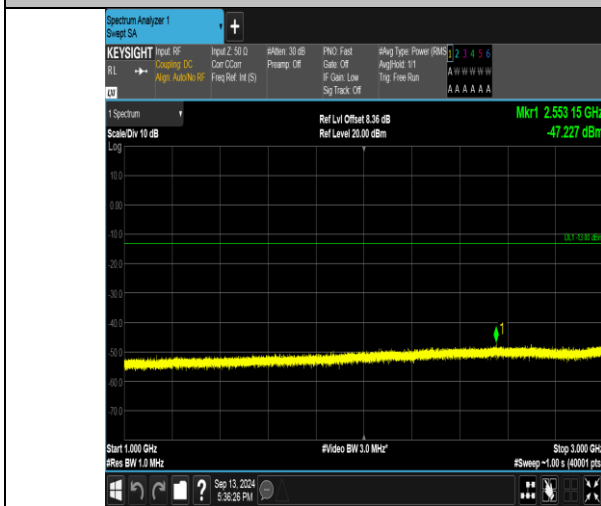 Spectrum Analyzer 1
Swept SA
+
KEYSIGHT Input: RF Input Z: 50 Ω #Atten: 30 dB PNO: Fast #Avg Type: Power (RMS 1 2 3 4 5 6
RL Coupling: DC Corr CCorr Preamp: Off Gate: Off Avg|Hold: 1/1 A W W W W W
Align: Auto/No RF Freq Ref: Int (S) IF Gain: Low Trig: Free Run
Sig Track: Off A A A A A A
1 Spectrum Ref Lvl Offset 8.36 dB Mkr1 2.553 15 GHz
Scale/Div 10 dB Ref Level 20.00 dBm -47.227 dBm
Log
10.0
0.00
-10.0
DL1 -13.00 dBm
-20.0
-30.0
-40.0
1
-50.0
-60.0
-70.0
Start 1.000 GHz #Video BW 3.0 MHz* Stop 3.000 GHz
#Res BW 1.0 MHz #Sweep ~1.00 s (40001 pts
? Sep 13, 2024
5:36:26 PM